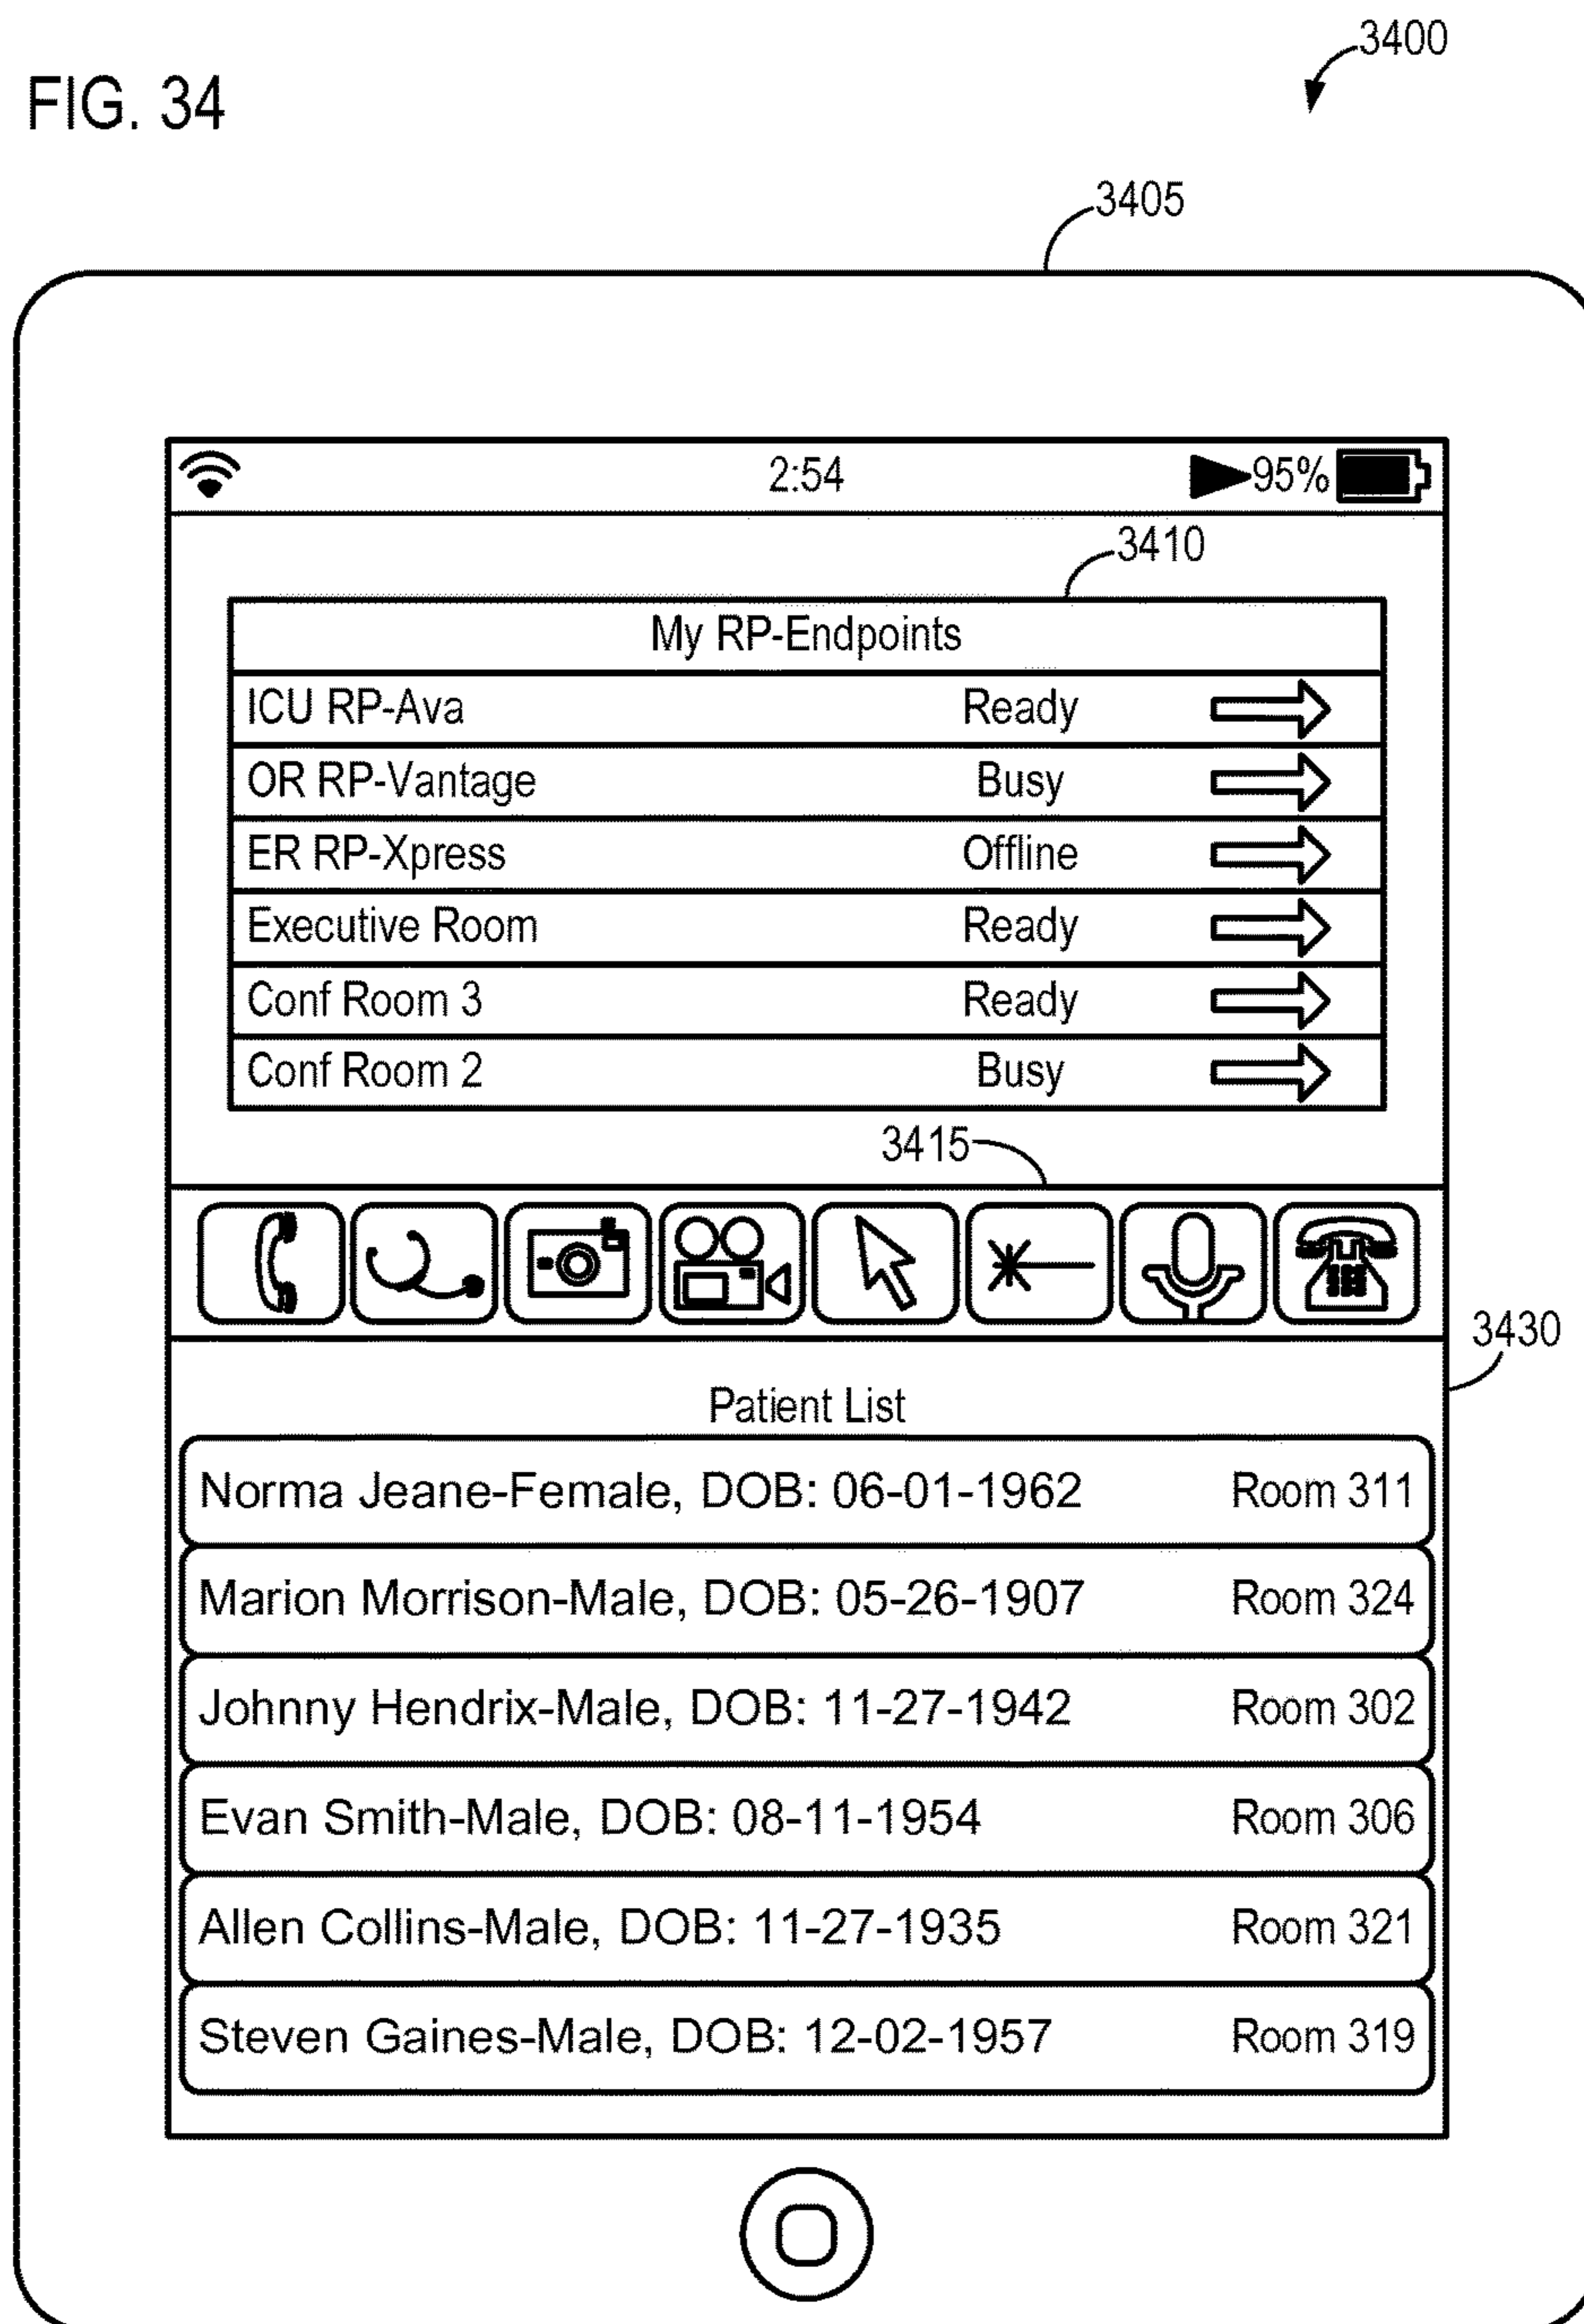 3400
FIG. 34
3405
2:54 95%
3410
My RP-Endpoints
ICU RP-Ava Ready
OR RP-Vantage Busy
ER RP-Xpress Offline
Executive Room Ready
Conf Room 3 Ready
Conf Room 2 Busy
3415
3430
Patient List
Norma Jeane-Female, DOB: 06-01-1962 Room 311
Marion Morrison-Male, DOB: 05-26-1907 Room 324
Johnny Hendrix-Male, DOB: 11-27-1942 Room 302
Evan Smith-Male, DOB: 08-11-1954 Room 306
Allen Collins-Male, DOB: 11-27-1935 Room 321
Steven Gaines-Male, DOB: 12-02-1957 Room 319